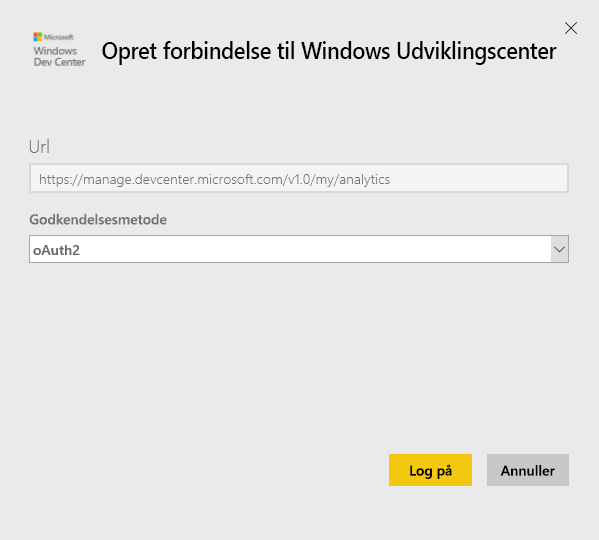 Microsoft
Windows
Dev Center
Opret forbindelse til Windows Udviklingscenter
Url
https://manage.devcenter.microsoft.com/v1.0/my/analytics
Godkendelsesmetode
oAuth2
Log på
Annuller